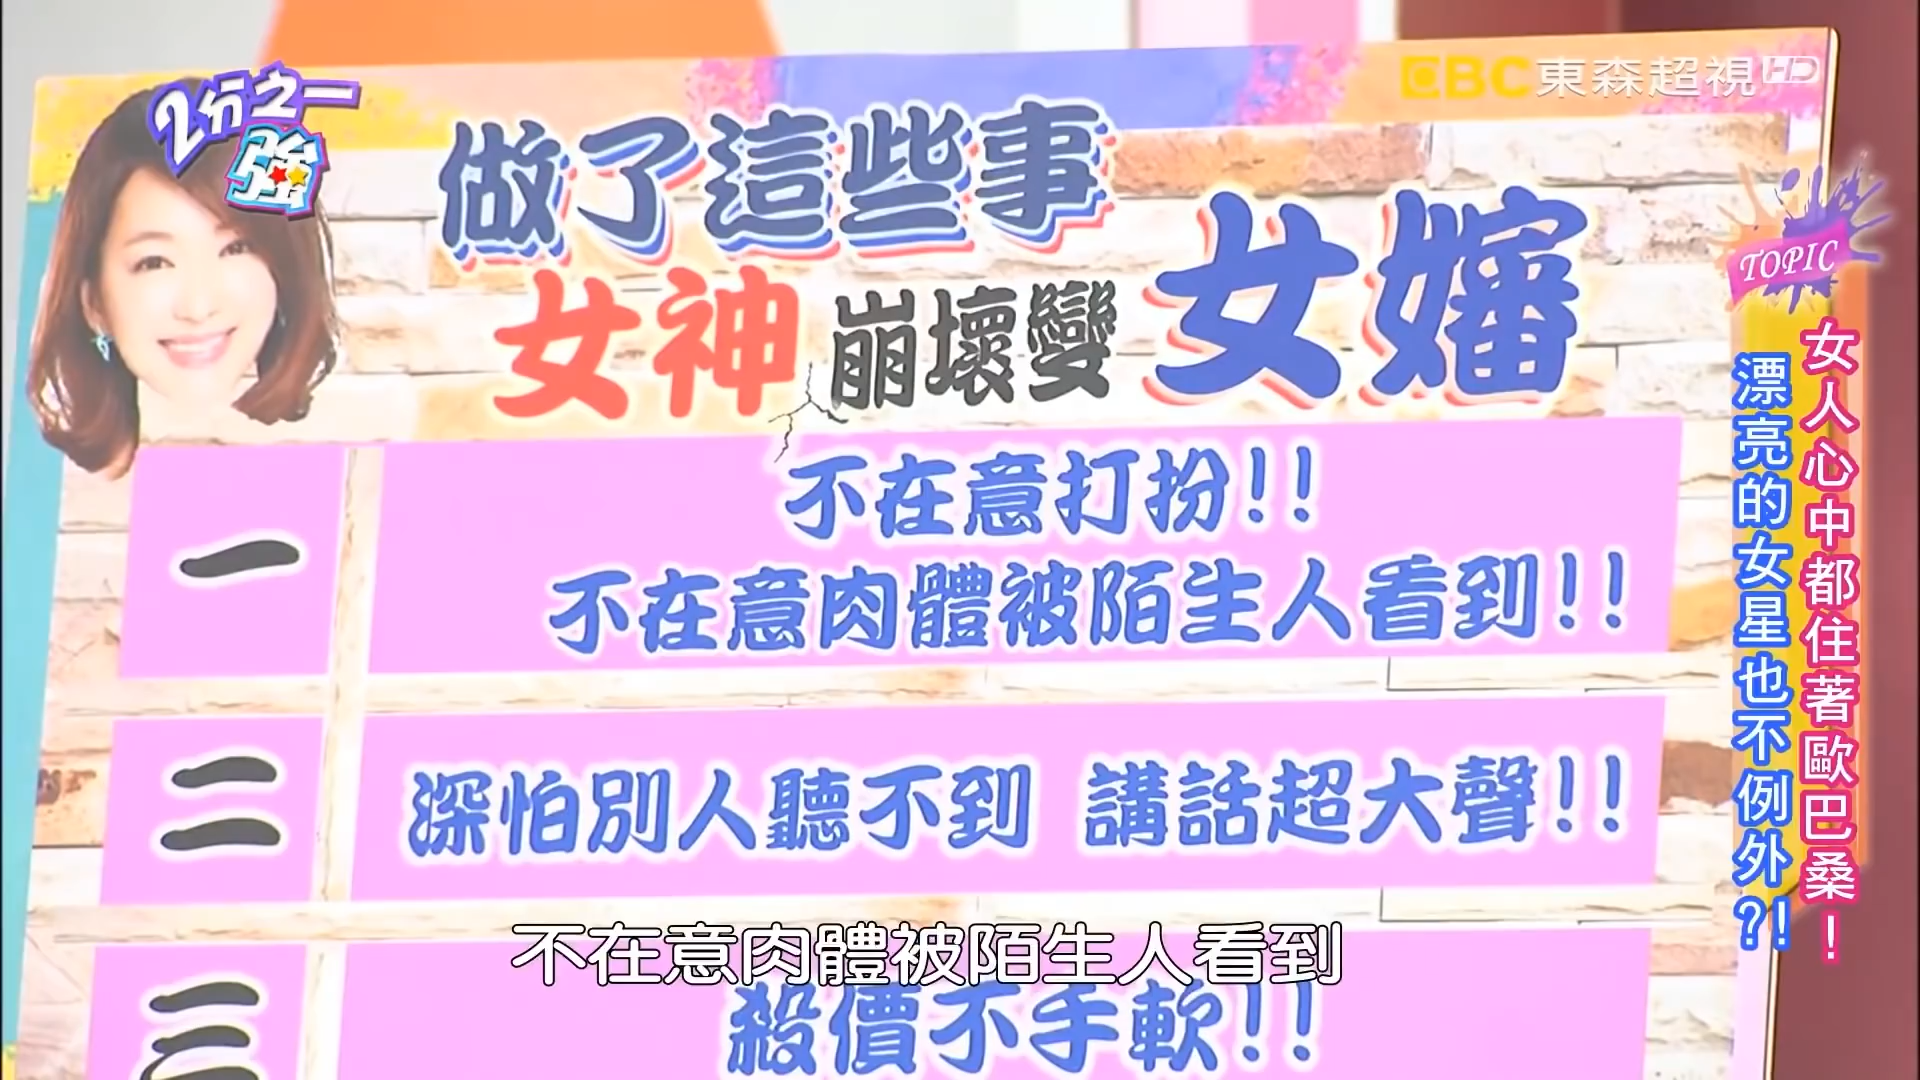 2分之一
強
EBC東森超視HD
做了這些事
女神崩壞變女嬸
一
不在意打扮!!
不在意肉體被陌生人看到!!
二
深怕別人聽不到 講話超大聲!!
三
殺價不手軟!!
不在意肉體被陌生人看到
TOPIC
女人心中都住著歐巴桑!
漂亮的女星也不例外?!